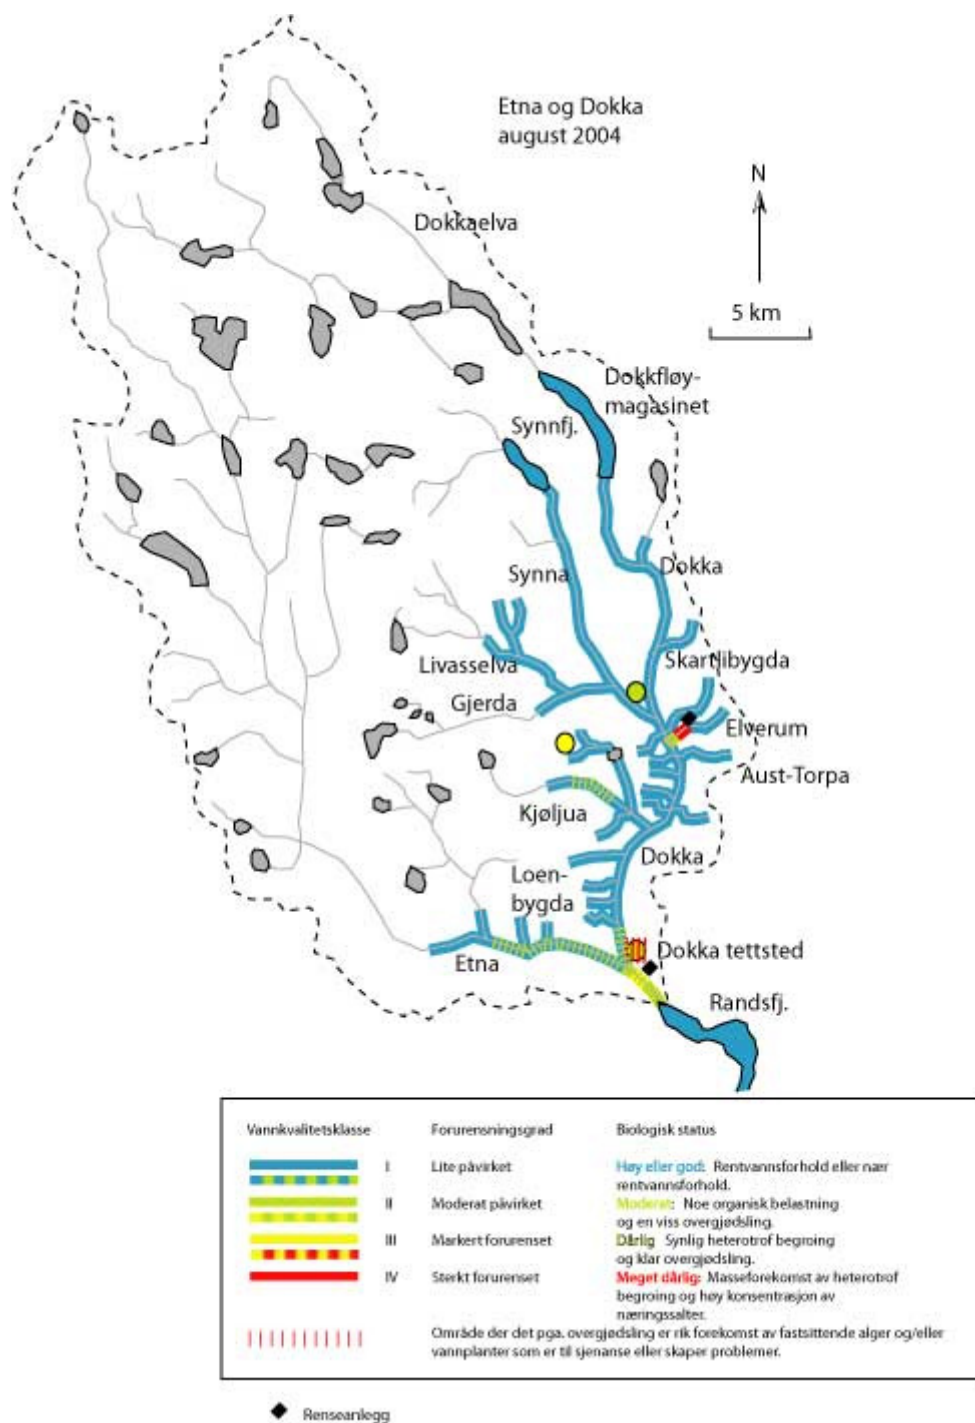 Etna og Dokka
august 2004
N
5 km
Dokkaelva
Dokkfløy-
magasinet
Synnfj.
Synna
Dokka
Livasselva
Skartlibygda
Gjerda
Elverum
Aust-Torpa
Kjøljua
Dokka
Loen-
bygda
Etna
Dokka tettsted
Randsfj.
Vannkvalitetsklasse Forurensningsgrad Biologisk status
I Lite påvirket Høy eller god: Rentvannsforhold eller nær
rentvannsforhold.
II Moderat påvirket Moderat: Noe organisk belastning
og en viss overgjødsling.
III Markert forurenset Dårlig Synlig heterotrof begroing
og klar overgjødsling.
IV Sterkt forurenset Meget dårlig: Masseforekomst av heterotrof
begroing og høy konsentrasjon av
næringssalter.
Område der det pga. overgjødsling er rik forekomst av fastsittende alger og/eller
vannplanter som er til sjenanse eller skaper problemer.
Renseanlegg